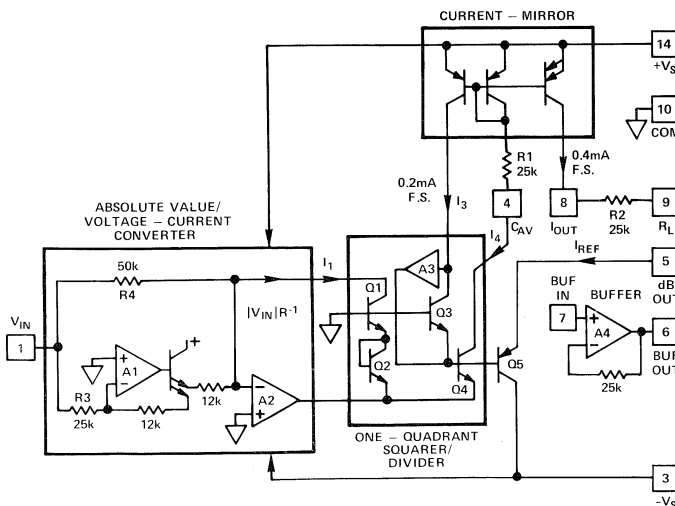 CURRENT – MIRROR
14
+VS
10
COM
R1
25k
0.2mA
F.S.
0.4mA
F.S.
I3
4
CAV
8
IOUT
R2
25k
9
RL
ABSOLUTE VALUE/
VOLTAGE – CURRENT
CONVERTER
I4
IREF
5
dB
OUT
50k
R4
I1
A3
Q1
|VIN|R-1
Q3
BUF
IN
BUFFER
7
+
A4
–
6
BUF
OUT
25k
VIN
1
+
+
A1
–
12k
R3
25k
12k
–
A2
+
Q2
Q4
Q5
ONE – QUADRANT
SQUARER/
DIVIDER
3
–VS